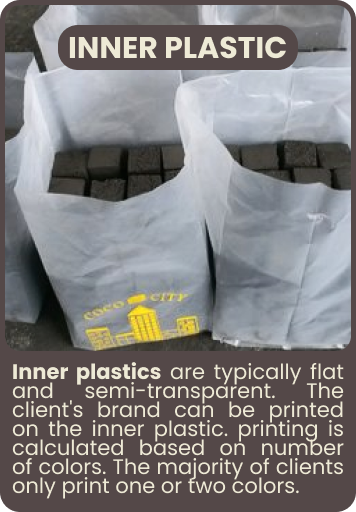 INNER PLASTIC
COCO CITY
Inner plastics are typically flat
and semi-transparent. The
client's brand can be printed
on the inner plastic. printing is
calculated based on number
of colors. The majority of clients
only print one or two colors.